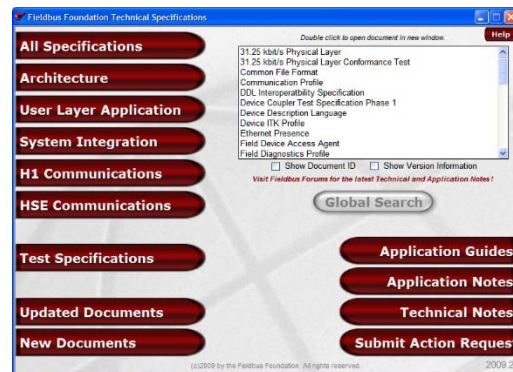 Fieldbus Foundation Technical Specifications
Help
Double click to open document in new window.
All Specifications
Architecture
User Layer Application
System Integration
H1 Communications
HSE Communications
Test Specifications
Updated Documents
New Documents
31.25 kbit/s Physical Layer
31.25 kbit/s Physical Layer Conformance Test
Common File Format
Communication Profile
DDL Interoperatbility Specification
Device Coupler Test Specification Phase 1
Device Description Language
Device ITK Profile
Ethernet Presence
Field Device Access Agent
Field Diagnostics Profile
Show Document ID
Show Version Information
Visit Fieldbus Forums for the latest Technical and Application Notes!
Global Search
Application Guides
Application Notes
Technical Notes
Submit Action Reques
(c)2009 by the Fieldbus Foundation. All rights reserved.
2009.2